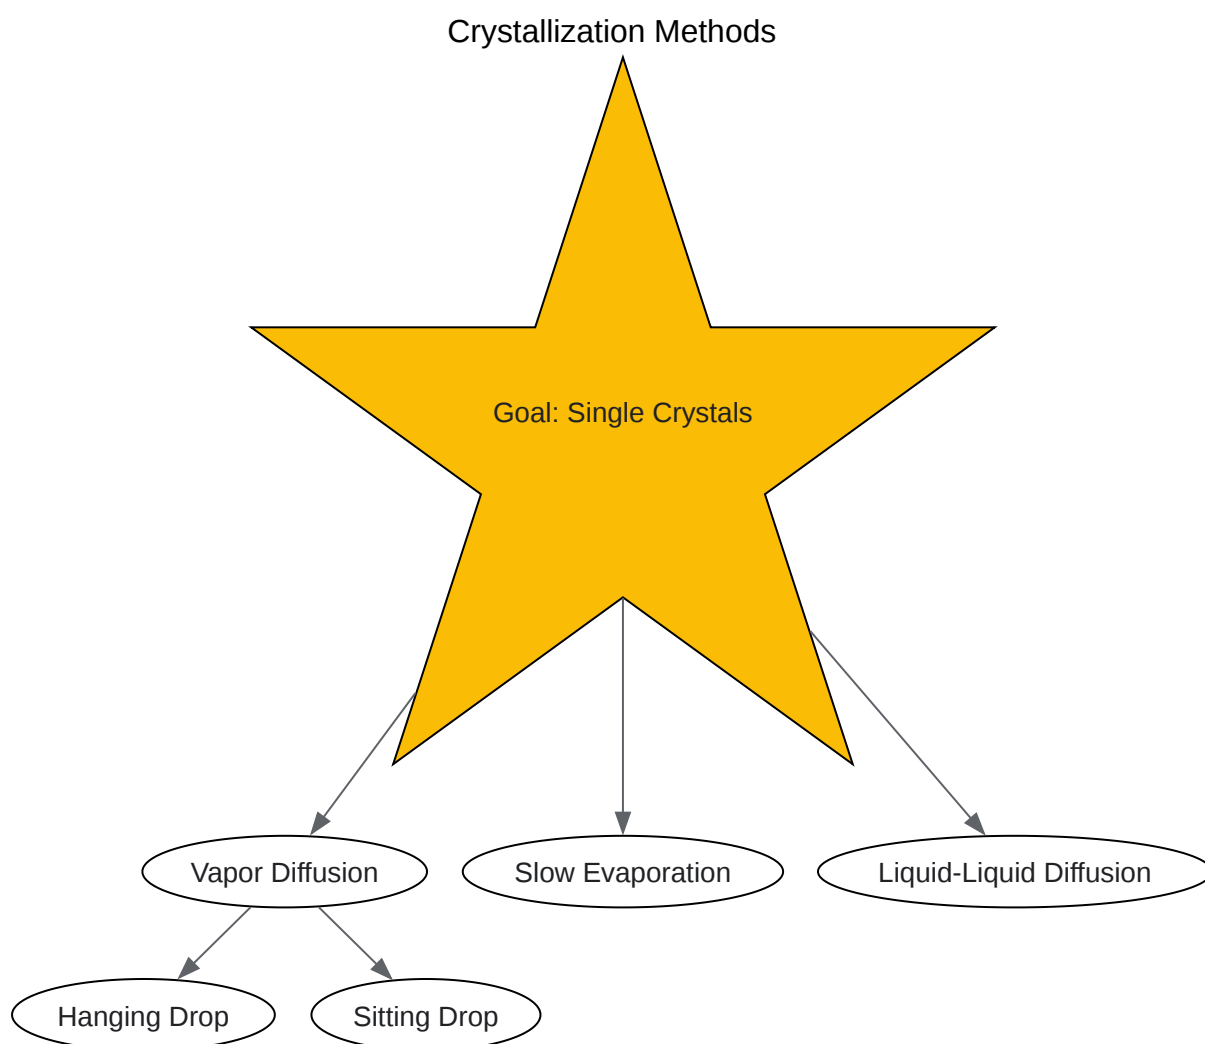 Crystallization Methods
Goal: Single Crystals
Vapor Diffusion
Slow Evaporation
Liquid-Liquid Diffusion
Hanging Drop
Sitting Drop